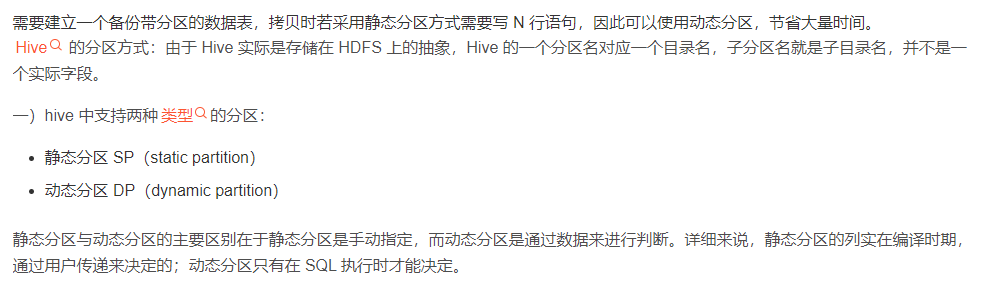 需要建立一个备份带分区的数据表，拷贝时若采用静态分区方式需要写 N 行语句，因此可以使用动态分区，节省大量时间。
Hive 的分区方式：由于 Hive 实际是存储在 HDFS 上的抽象，Hive 的一个分区名对应一个目录名，子分区名就是子目录名，并不是一
个实际字段。
一）hive 中支持两种 类型 的分区：
• 静态分区 SP（static partition）
• 动态分区 DP（dynamic partition）
静态分区与动态分区的主要区别在于静态分区是手动指定，而动态分区是通过数据来进行判断。详细来说，静态分区的列实在编译时期，
通过用户传递来决定的；动态分区只有在 SQL 执行时才能决定。